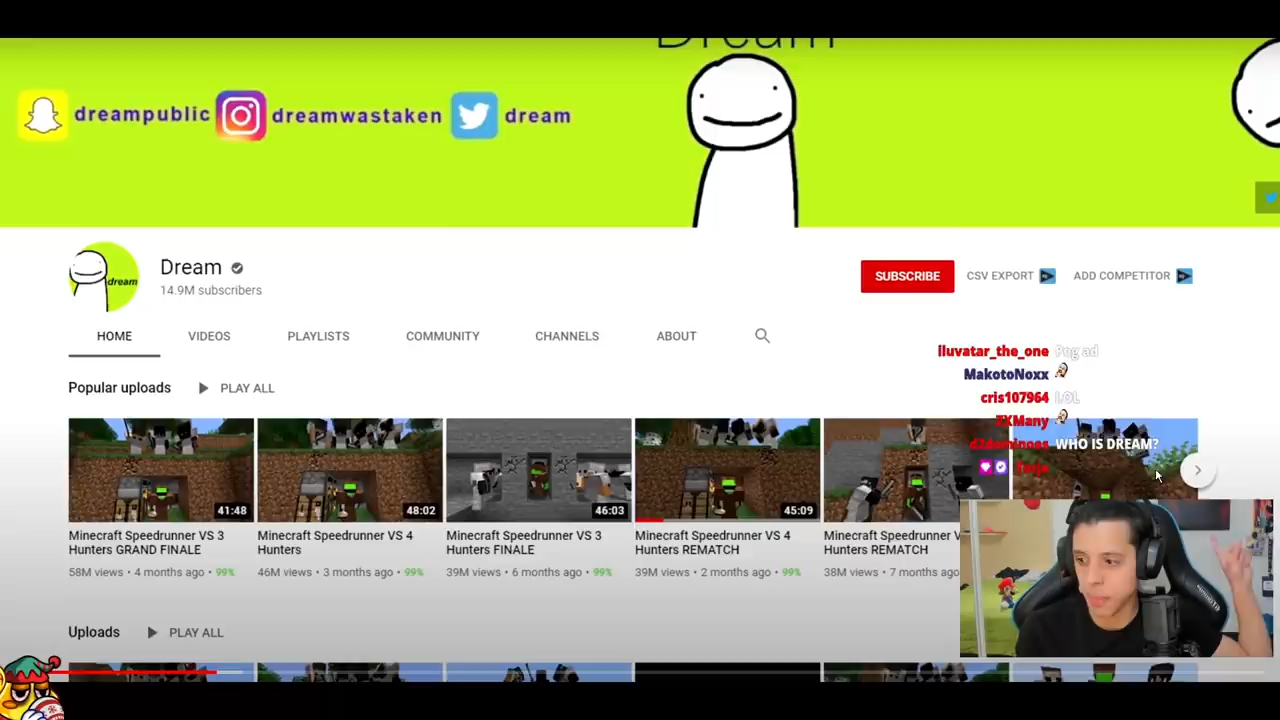 Dream
dreampublic dreamwastaken dream
Dream
14.9M subscribers
dream
SUBSCRIBE CSV EXPORT ADD COMPETITOR
HOME VIDEOS PLAYLISTS COMMUNITY CHANNELS ABOUT
iluvatar_the_one Png ad
MakotoNoxx
cris107964 LOL
XXMany
d2dominoes WHO IS DREAM?
Popular uploads PLAY ALL
41:48
48:02
46:03
45:09
Minecraft Speedrunner VS 3
Hunters GRAND FINALE
58M views • 4 months ago • 99%
Minecraft Speedrunner VS 4
Hunters
46M views • 3 months ago • 99%
Minecraft Speedrunner VS 3
Hunters FINALE
39M views • 6 months ago • 99%
Minecraft Speedrunner VS 4
Hunters REMATCH
39M views • 2 months ago • 99%
Minecraft Speedrunner V
Hunters REMATCH
38M views • 7 months ago
Uploads PLAY ALL